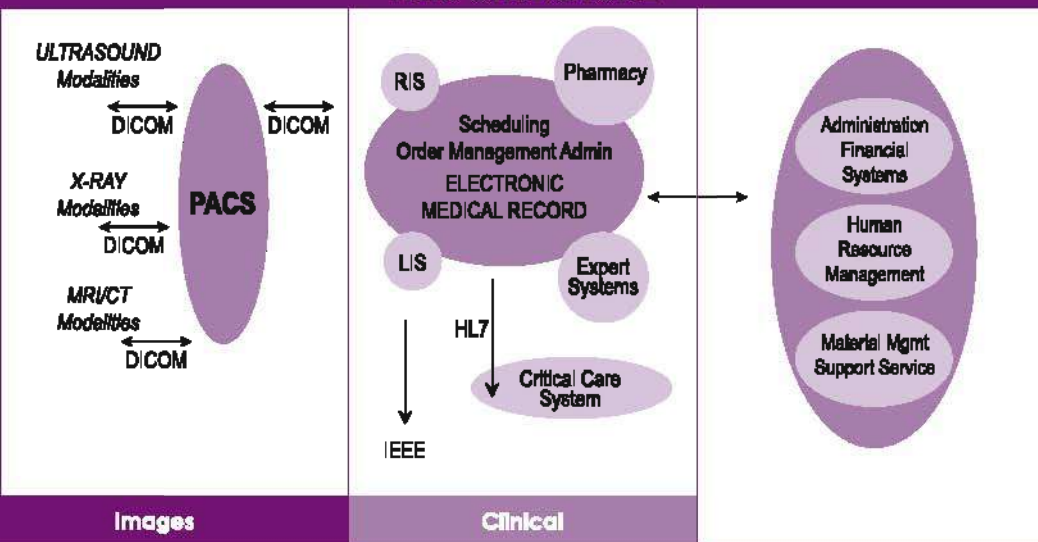 ULTRASOUND
Modalities
DICOM
DICOM
X-RAY
Modalities
DICOM
PACS
MRI/CT
Modalities
DICOM
Images
RIS
Pharmacy
Scheduling
Order Management Admin
ELECTRONIC
MEDICAL RECORD
LIS
Expert
Systems
HL7
Critical Care
System
IEEE
Clinical
Administration
Financial
Systems
Human
Resource
Management
Material Mgmt
Support Service